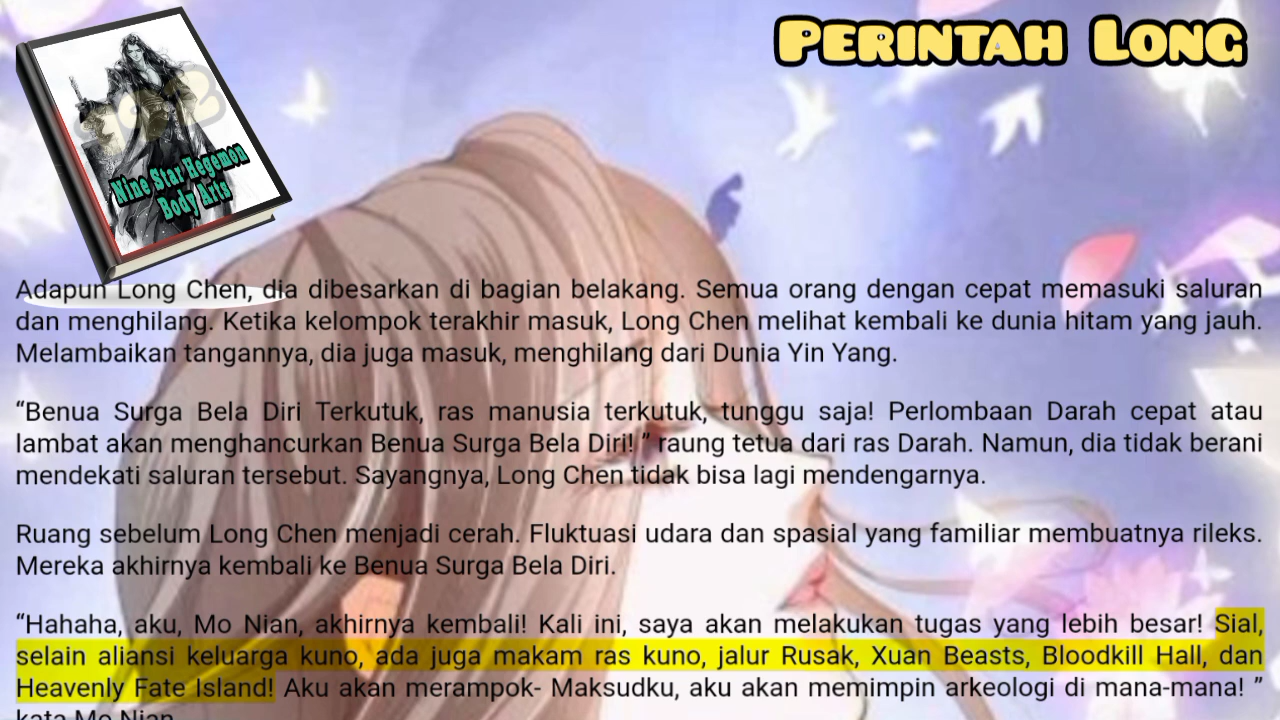 PERINTAH LONG
Nine Star Hegemon
Body Arts
Adapun Long Chen, dia dibesarkan di bagian belakang. Semua orang dengan cepat memasuki saluran
dan menghilang. Ketika kelompok terakhir masuk, Long Chen melihat kembali ke dunia hitam yang jauh.
Melambaikan tangannya, dia juga masuk, menghilang dari Dunia Yin Yang.
“Benua Surga Bela Diri Terkutuk, ras manusia terkutuk, tunggu saja! Perlombaan Darah cepat atau
lambat akan menghancurkan Benua Surga Bela Diri! ” raung tetua dari ras Darah. Namun, dia tidak berani
mendekati saluran tersebut. Sayangnya, Long Chen tidak bisa lagi mendengarnya.
Ruang sebelum Long Chen menjadi cerah. Fluktuasi udara dan spasial yang familiar membuatnya rileks.
Mereka akhirnya kembali ke Benua Surga Bela Diri.
“Hahaha, aku, Mo Nian, akhirnya kembali! Kali ini, saya akan melakukan tugas yang lebih besar! Sial,
selain aliansi keluarga kuno, ada juga makam ras kuno, jalur Rusak, Xuan Beasts, Bloodkill Hall, dan
Heavenly Fate Island! Aku akan merampok- Maksudku, aku akan memimpin arkeologi di mana-mana! ”
kata Mo Nian